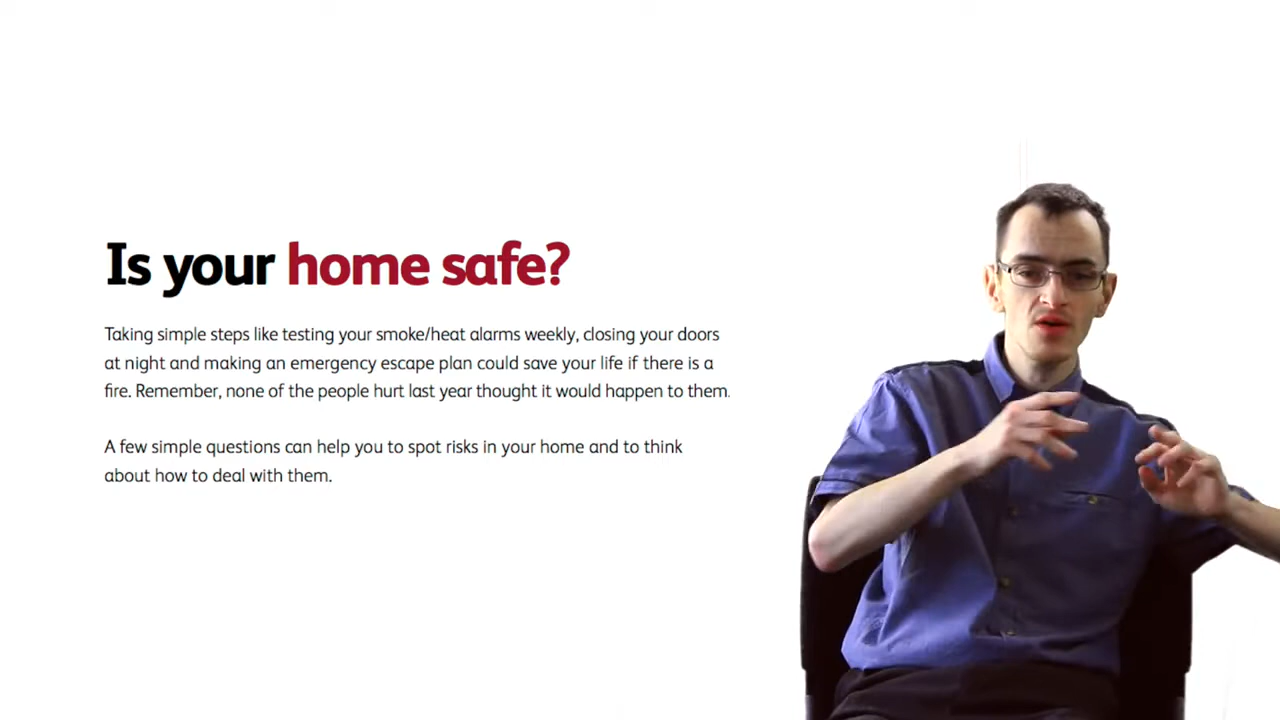 Is your home safe?
Taking simple steps like testing your smoke/heat alarms weekly, closing your doors
at night and making an emergency escape plan could save your life if there is a
fire. Remember, none of the people hurt last year thought it would happen to them.
A few simple questions can help you to spot risks in your home and to think
about how to deal with them.